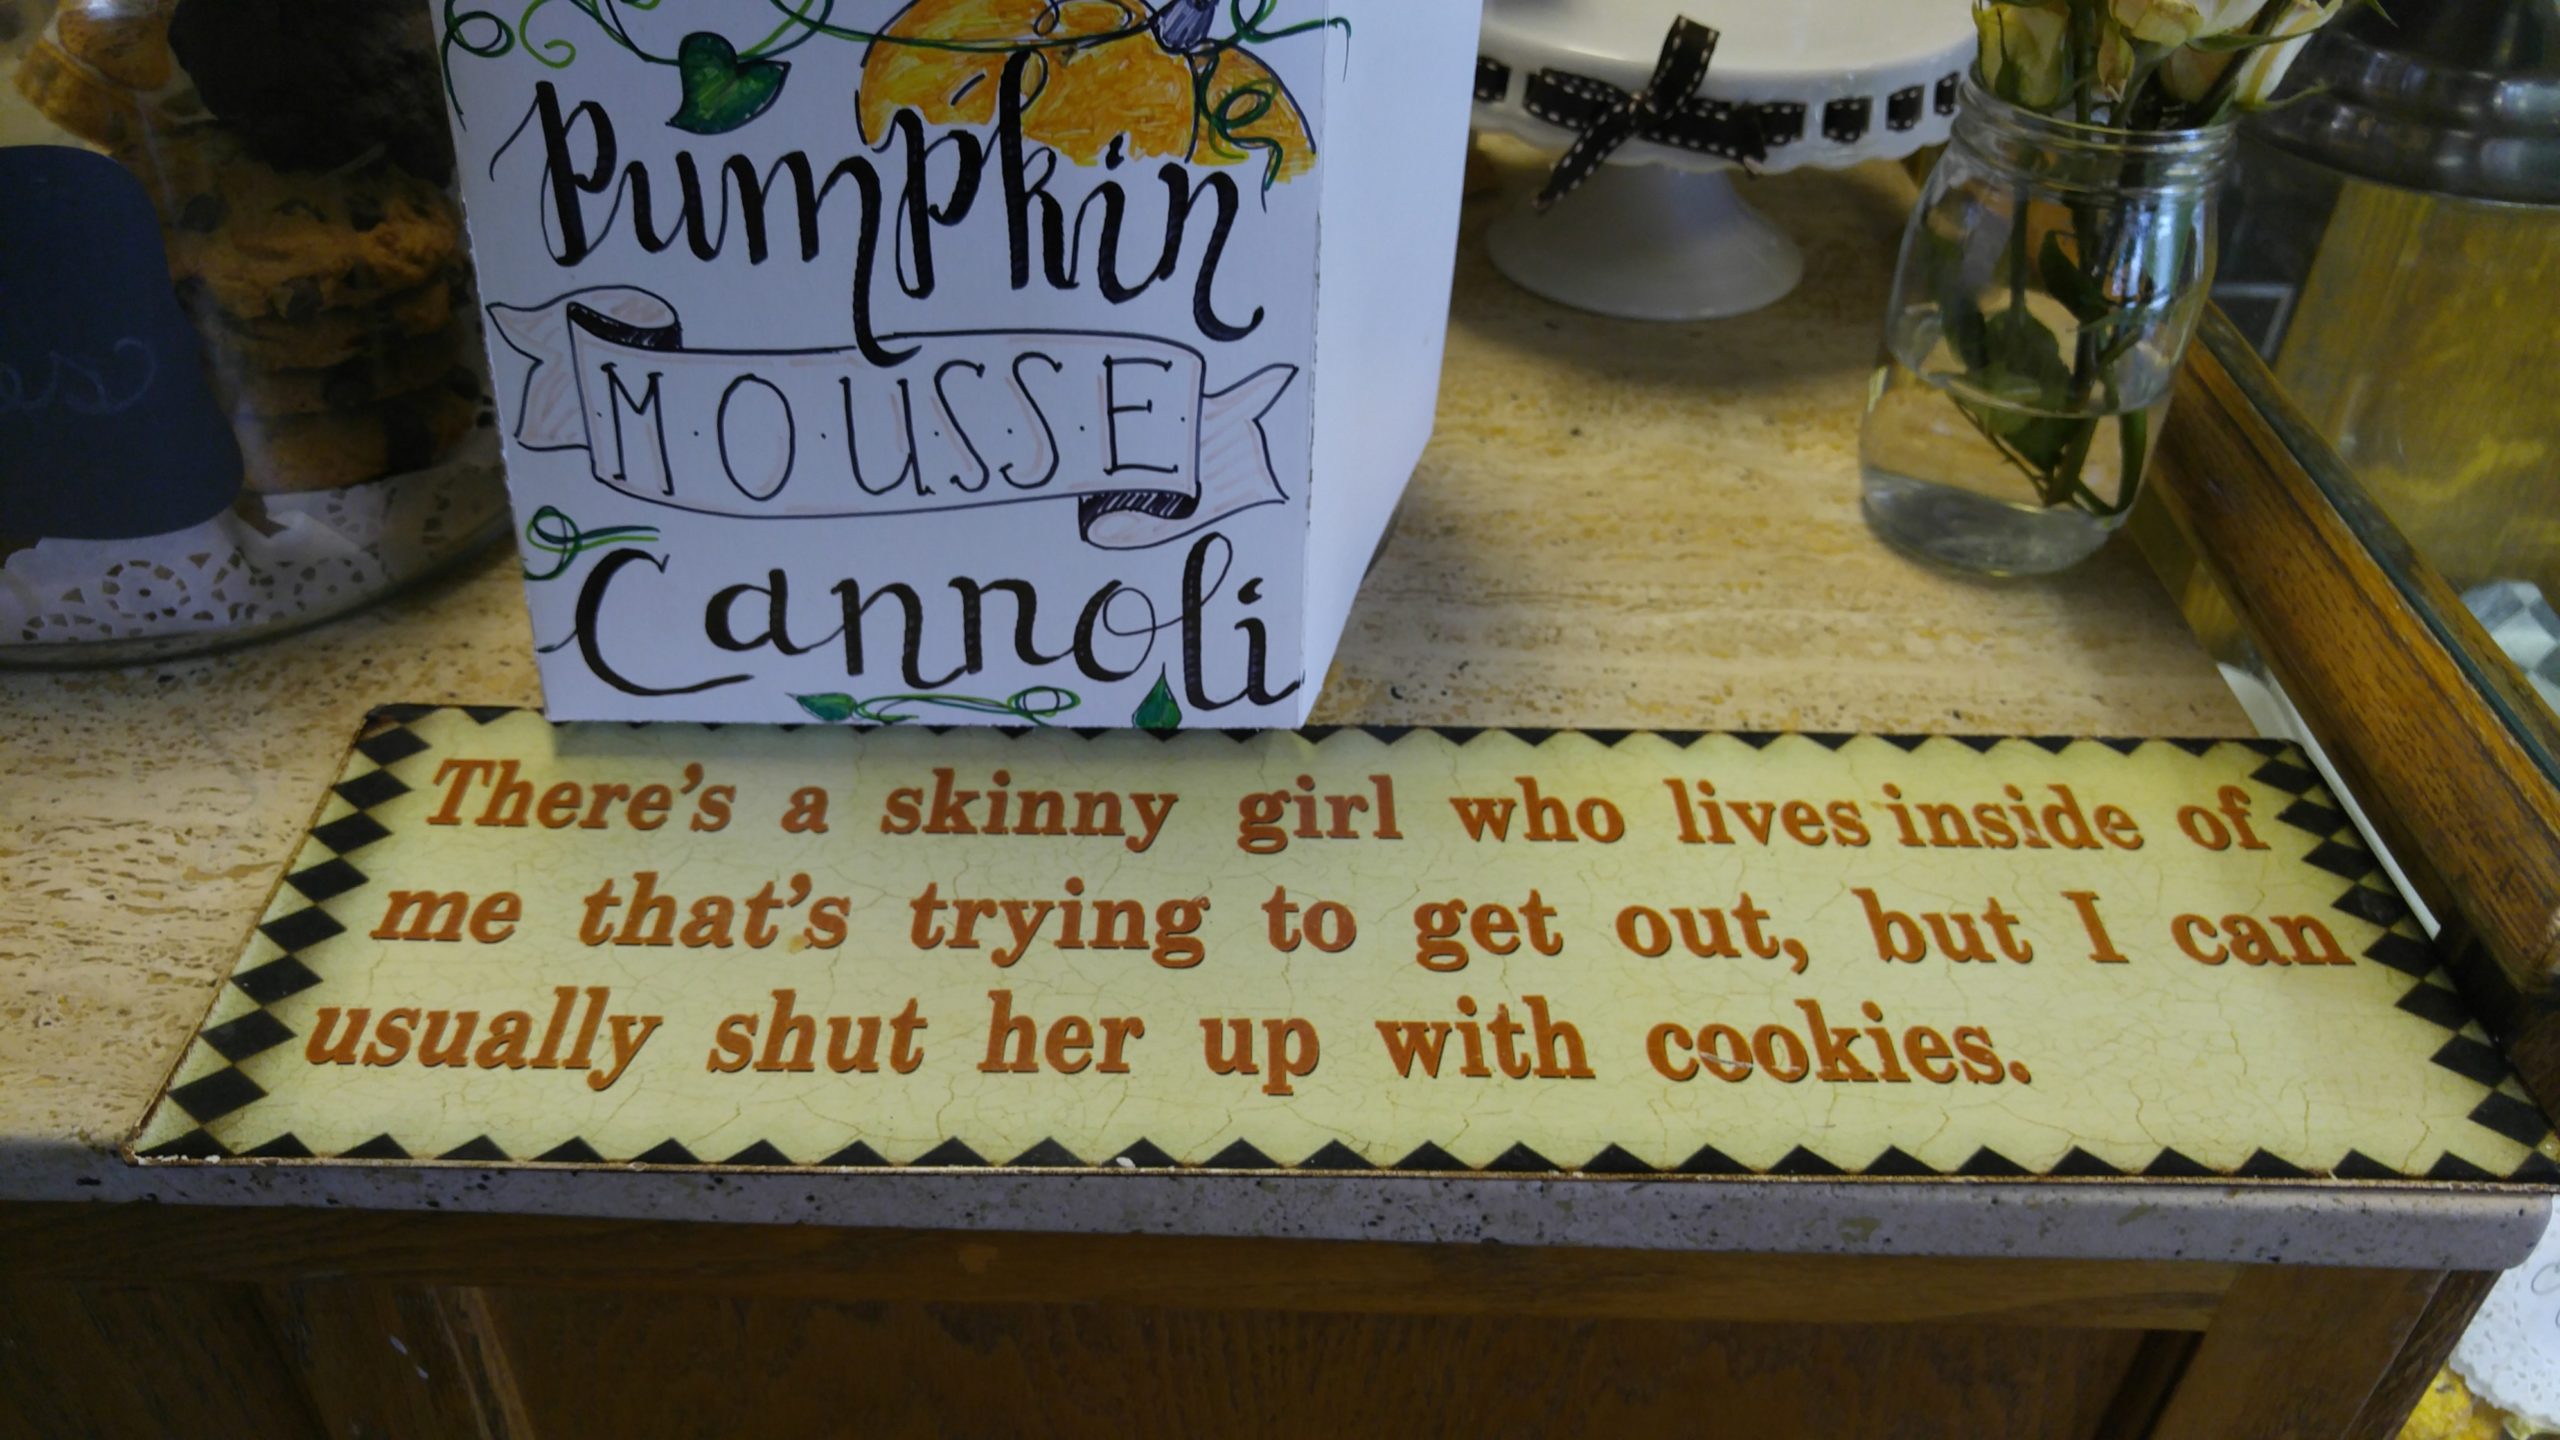 Pumpkin
MOUSSE
Cannoli
There's a skinny girl who lives inside of
me that's trying to get out, but I can
usually shut her up with cookies.